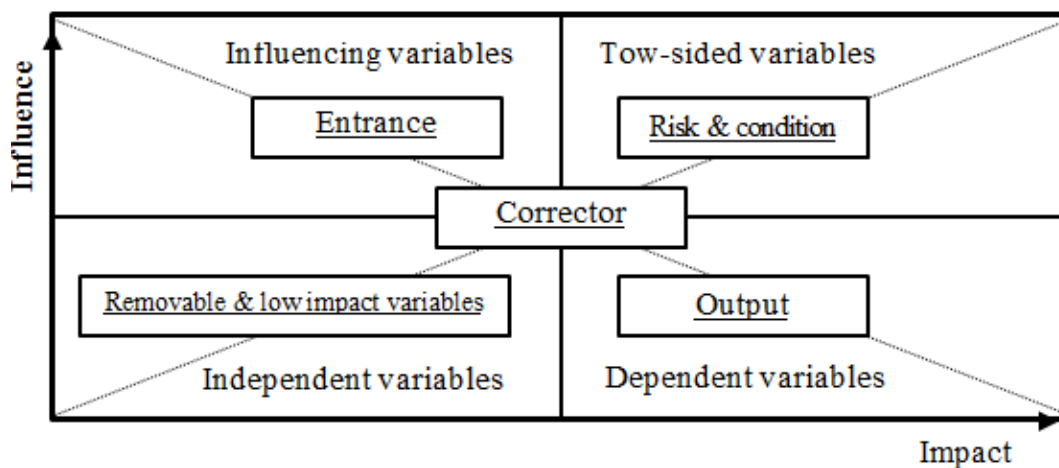 Influencing variables
Tow-sided variables
Entrance
Risk & condition
Influence
Corrector
Removable & low impact variables
Output
Independent variables
Dependent variables
Impact